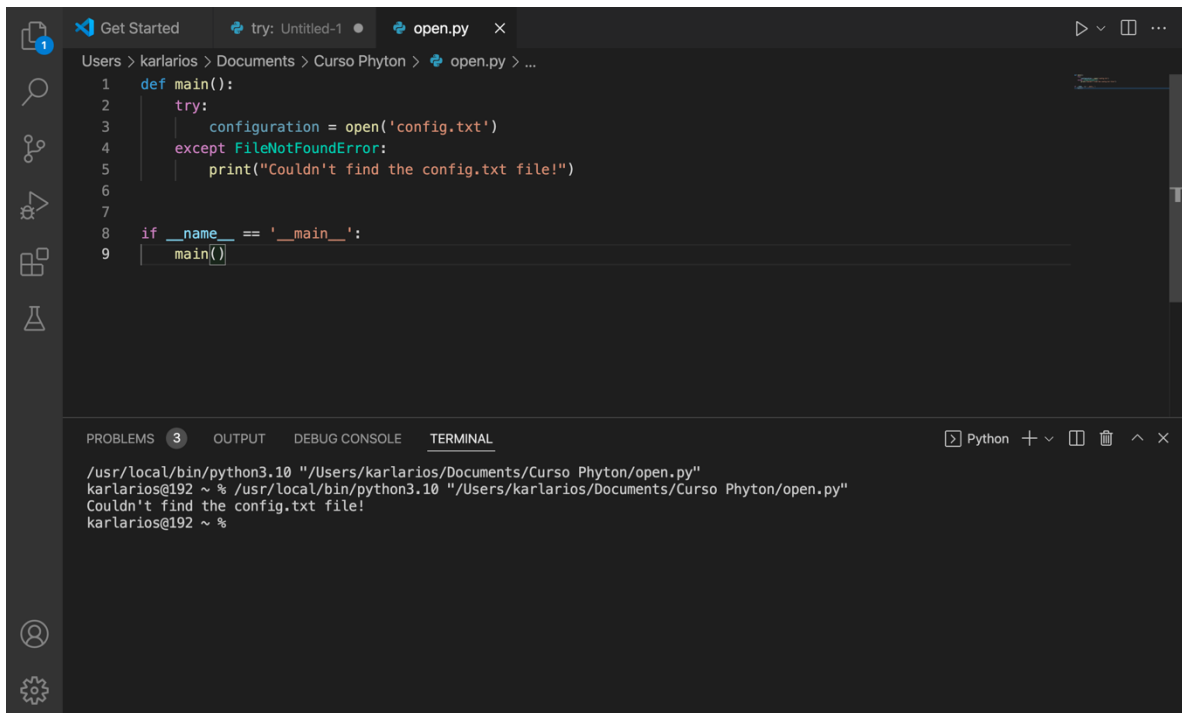 Get Started
try: Untitled-1
open.py
Users > karlarios > Documents > Curso Phyton > open.py > ...
1 def main():
2     try:
3         configuration = open('config.txt')
4     except FileNotFoundError:
5         print("Couldn't find the config.txt file!")
6
7
8 if __name__ == '__main__':
9     main()
1
PROBLEMS 3 OUTPUT DEBUG CONSOLE TERMINAL
Python
/usr/local/bin/python3.10 "/Users/karlarios/Documents/Curso Phyton/open.py"
karlarios@192 ~ % /usr/local/bin/python3.10 "/Users/karlarios/Documents/Curso Phyton/open.py"
Couldn't find the config.txt file!
karlarios@192 ~ %